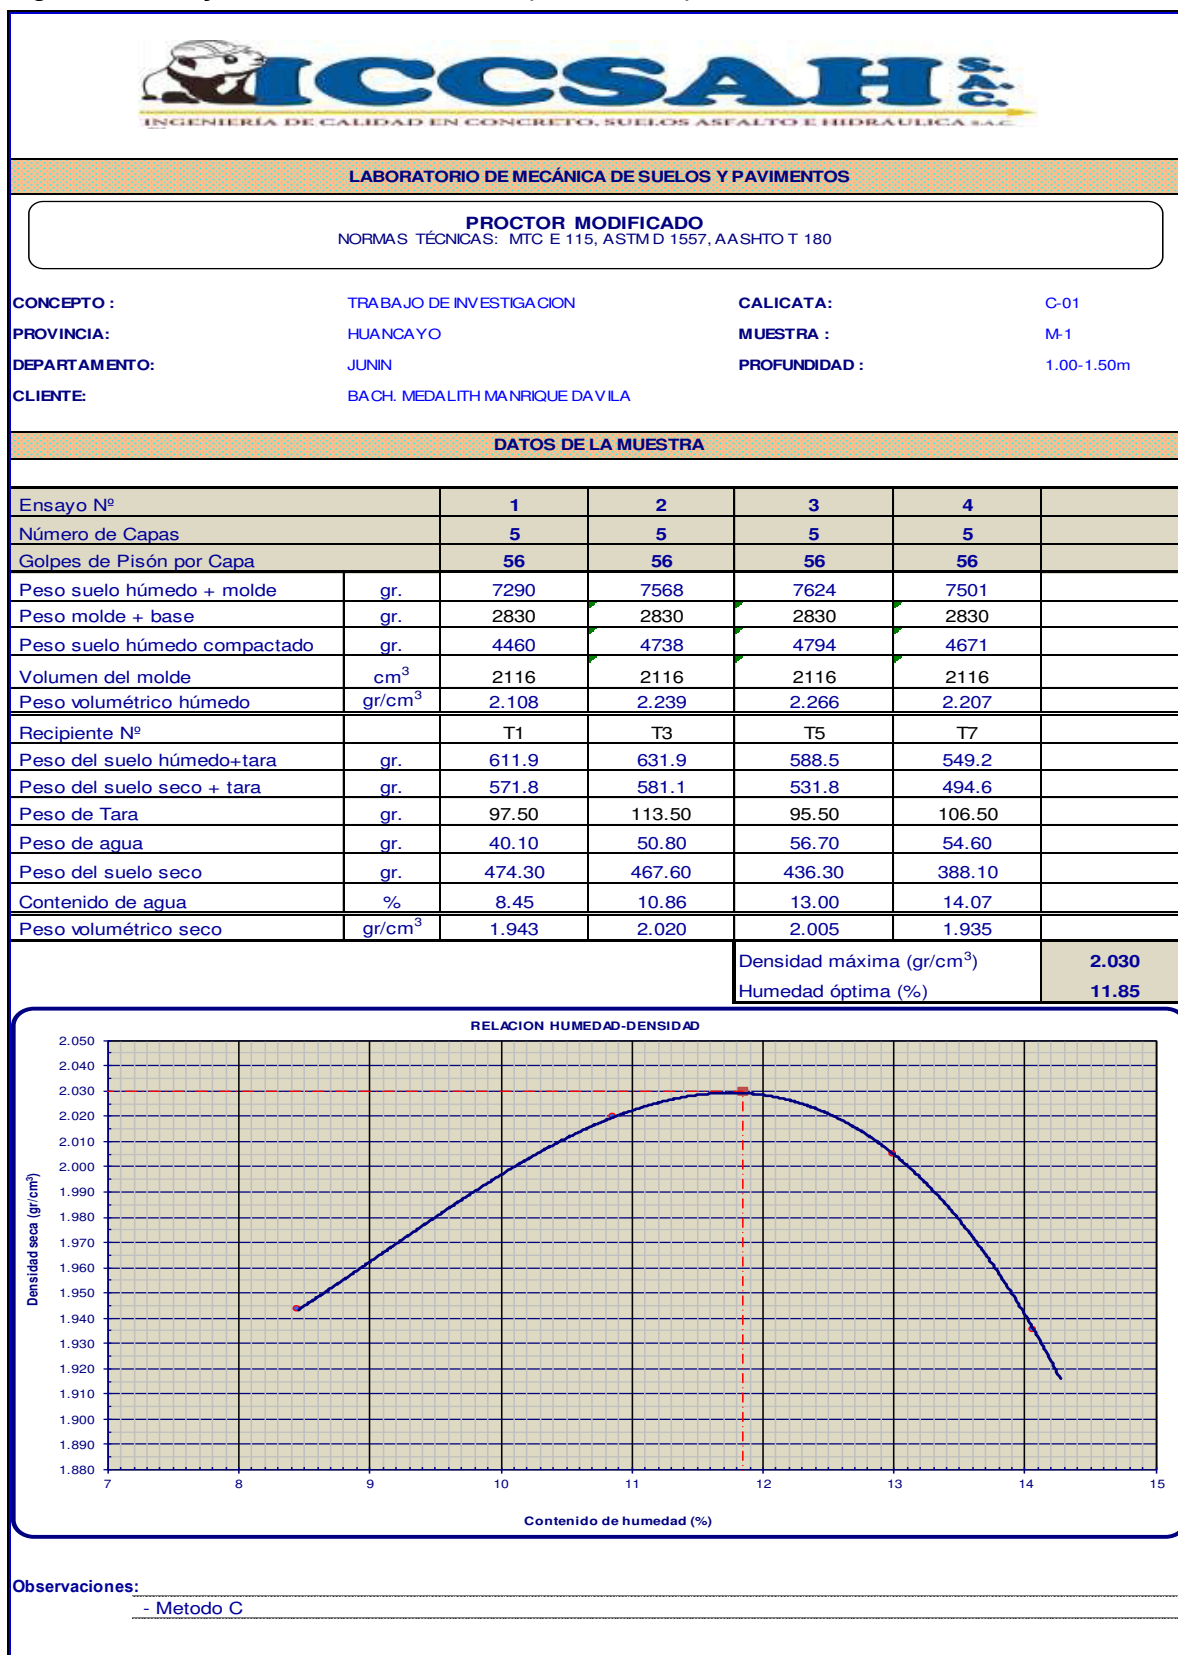 ICCSAH S.A.C.
INGENIERÍA DE CALIDAD EN CONCRETO, SUELOS ASFALTO E HIDRÁULICA S.A.C.
LABORATORIO DE MECÁNICA DE SUELOS Y PAVIMENTOS
PROCTOR MODIFICADO
NORMAS TÉCNICAS: MTC E 115, ASTM D 1557, AASHTO T 180
CONCEPTO : TRABAJO DE INVESTIGACION CALICATA: C-01
PROVINCIA: HUANCAYO MUESTRA : M-1
DEPARTAMENTO: JUNIN PROFUNDIDAD : 1.00-1.50m
CLIENTE: BACH. MEDALITH MANRIQUE DAVILA
DATOS DE LA MUESTRA
Ensayo Nº 1 2 3 4
Número de Capas 5 5 5 5
Golpes de Pisón por Capa 56 56 56 56
Peso suelo húmedo + molde gr. 7290 7568 7624 7501
Peso molde + base gr. 2830 2830 2830 2830
Peso suelo húmedo compactado gr. 4460 4738 4794 4671
Volumen del molde cm³ 2116 2116 2116 2116
Peso volumétrico húmedo gr/cm³ 2.108 2.239 2.266 2.207
Recipiente Nº T1 T3 T5 T7
Peso del suelo húmedo+tara gr. 611.9 631.9 588.5 549.2
Peso del suelo seco + tara gr. 571.8 581.1 531.8 494.6
Peso de Tara gr. 97.50 113.50 95.50 106.50
Peso de agua gr. 40.10 50.80 56.70 54.60
Peso del suelo seco gr. 474.30 467.60 436.30 388.10
Contenido de agua % 8.45 10.86 13.00 14.07
Peso volumétrico seco gr/cm³ 1.943 2.020 2.005 1.935
Densidad máxima (gr/cm³) 2.030
Humedad óptima (%) 11.85
RELACION HUMEDAD-DENSIDAD
2.050
2.040
2.030
2.020
2.010
2.000
1.990
1.980
1.970
1.960
1.950
1.940
1.930
1.920
1.910
1.900
1.890
1.880
Densidad seca (gr/cm³)
7 8 9 10 11 12 13 14 15
Contenido de humedad (%)
Observaciones:
- Metodo C